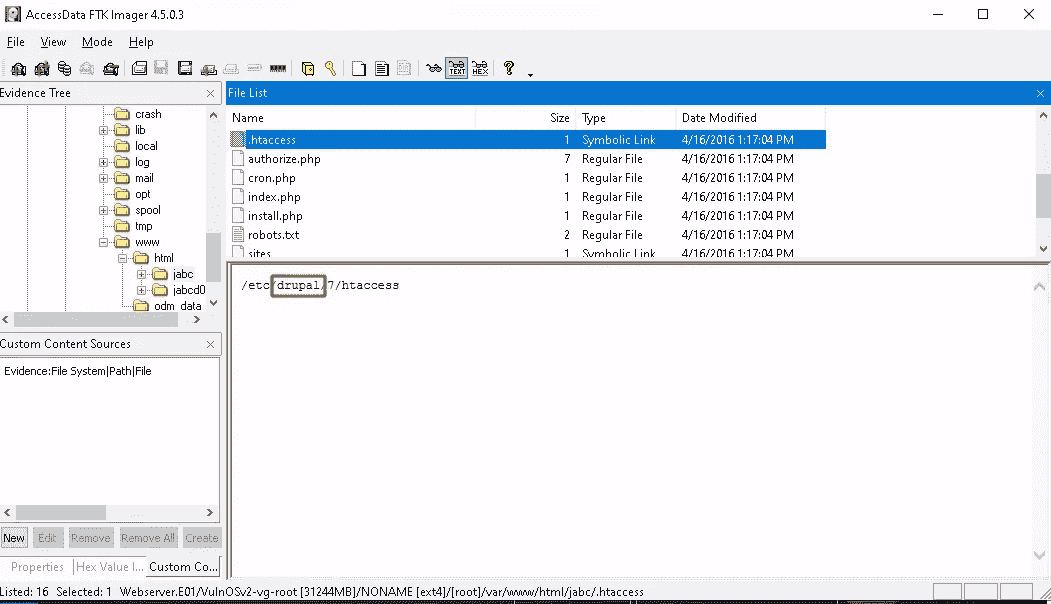 AccessData FTK Imager 4.5.0.3
File View Mode Help
TEXT HEX
Evidence Tree
crash
lib
local
log
mail
opt
spool
tmp
www
html
jabc
jabcd0
odm_data
Custom Content Sources
Evidence:File System|Path|File
New Edit Remove Remove All Create
Properties Hex Value I... Custom Co...
File List
Name Size Type Date Modified
.htaccess 1 Symbolic Link 4/16/2016 1:17:04 PM
authorize.php 7 Regular File 4/16/2016 1:17:04 PM
cron.php 1 Regular File 4/16/2016 1:17:04 PM
index.php 1 Regular File 4/16/2016 1:17:04 PM
install.php 1 Regular File 4/16/2016 1:17:04 PM
robots.txt 2 Regular File 4/16/2016 1:17:04 PM
sites 1 Symbolic Link 4/16/2016 1:17:04 PM
/etc/drupal/7/htaccess
Listed: 16 Selected: 1 Webserver.E01/VulnOSv2-vg-root [31244MB]/NONAME [ext4]/[root]/var/www/html/jabc/.htaccess